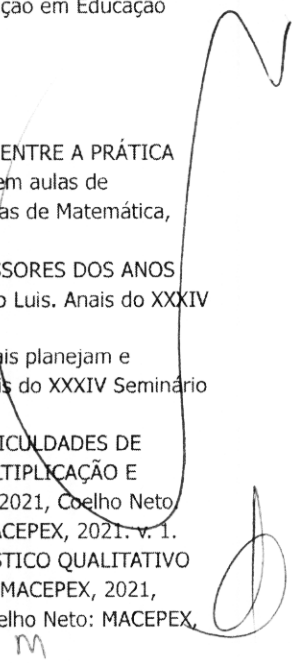 ção em Educação
ENTRE A PRÁTICA
em aulas de
as de Matemática,
SSORES DOS ANOS
o Luis. Anais do XXXIV
ais planejam e
is do XXXIV Seminário
ICULDADES DE
LTIPLICAÇÃO E
2021, Coelho Neto.
ACEPEX, 2021. v. 1.
STICO QUALITATIVO
MACEPEX, 2021,
elho Neto: MACEPEX,